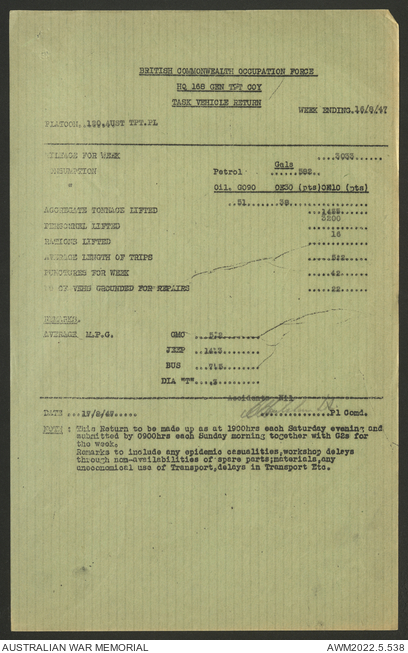 BRITISH COMMONWEALTH OCCUPATION FORCE
HQ 168 GEN TPT COY
TASK VEHICLE RETURN
WEEK ENDING.16/8/47
PLATOON..120.AUST TPT.PL
MILEAGE FOR WEEK
Gals
Petrol
Oil. GO90 OE30 (pts)OH10 (pts)
AGGREGATE TONNAGE LIFTED
3200
PERSONNEL LIFTED
16
RATIONS LIFTED
AVERAGE LENGTH OF TRIPS
PUNCTURES FOR WEEK
OF VEHS GROUNDED FOR REPAIRS
REMARKS.
AVERAGE M.P.G. GMC
JEEP
BUS
DIA "T"
Accidents Nil
DATE ...17/8/47..... Pl Comd.
NOTE : This Return to be made up as at 1900hrs each Saturday evening and
submitted by 0900hrs each Sunday morning together with G2s for
the week.
Remarks to include any epidemic casualities,workshop delays
through non-availabilities of spare parts;materials,any
uneconomical use of Transport,delays in Transport Etc.
AUSTRALIAN WAR MEMORIAL
AWM2022.5.538